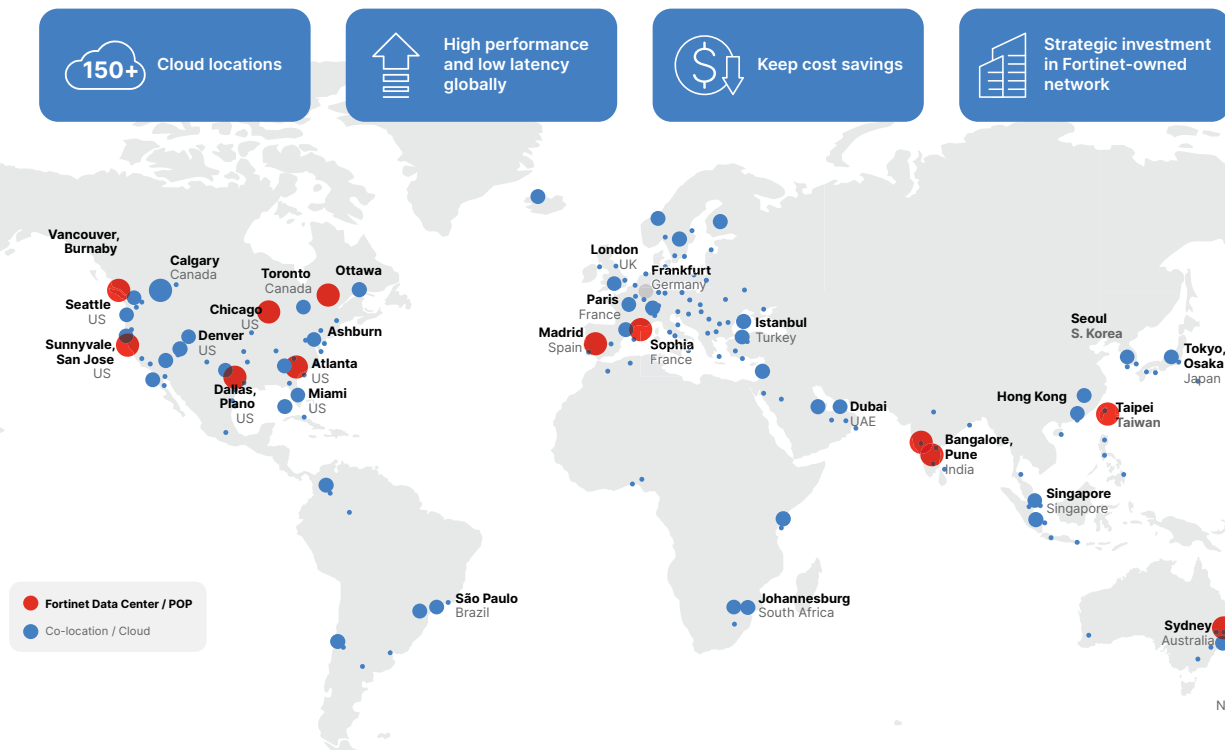 150+
Cloud locations
High performance
and low latency
globally
Keep cost savings
Strategic investment
in Fortinet-owned
network
Vancouver,
Burnaby
Calgary
Canada
Toronto
Canada
Ottawa
Seattle
US
Chicago
US
Denver
US
Ashburn
Sunnyvale,
San Jose
US
Atlanta
US
Dallas,
Plano
US
Miami
US
London
UK
Frankfurt
Germany
Paris
France
Madrid
Spain
Sophia
France
Istanbul
Turkey
Dubai
UAE
Seoul
S. Korea
Tokyo,
Osaka
Japan
Hong Kong
Taipei
Taiwan
Bangalore,
Pune
India
Singapore
Singapore
São Paulo
Brazil
Johannesburg
South Africa
Sydney
Australia
N
Fortinet Data Center / POP
Co-location / Cloud